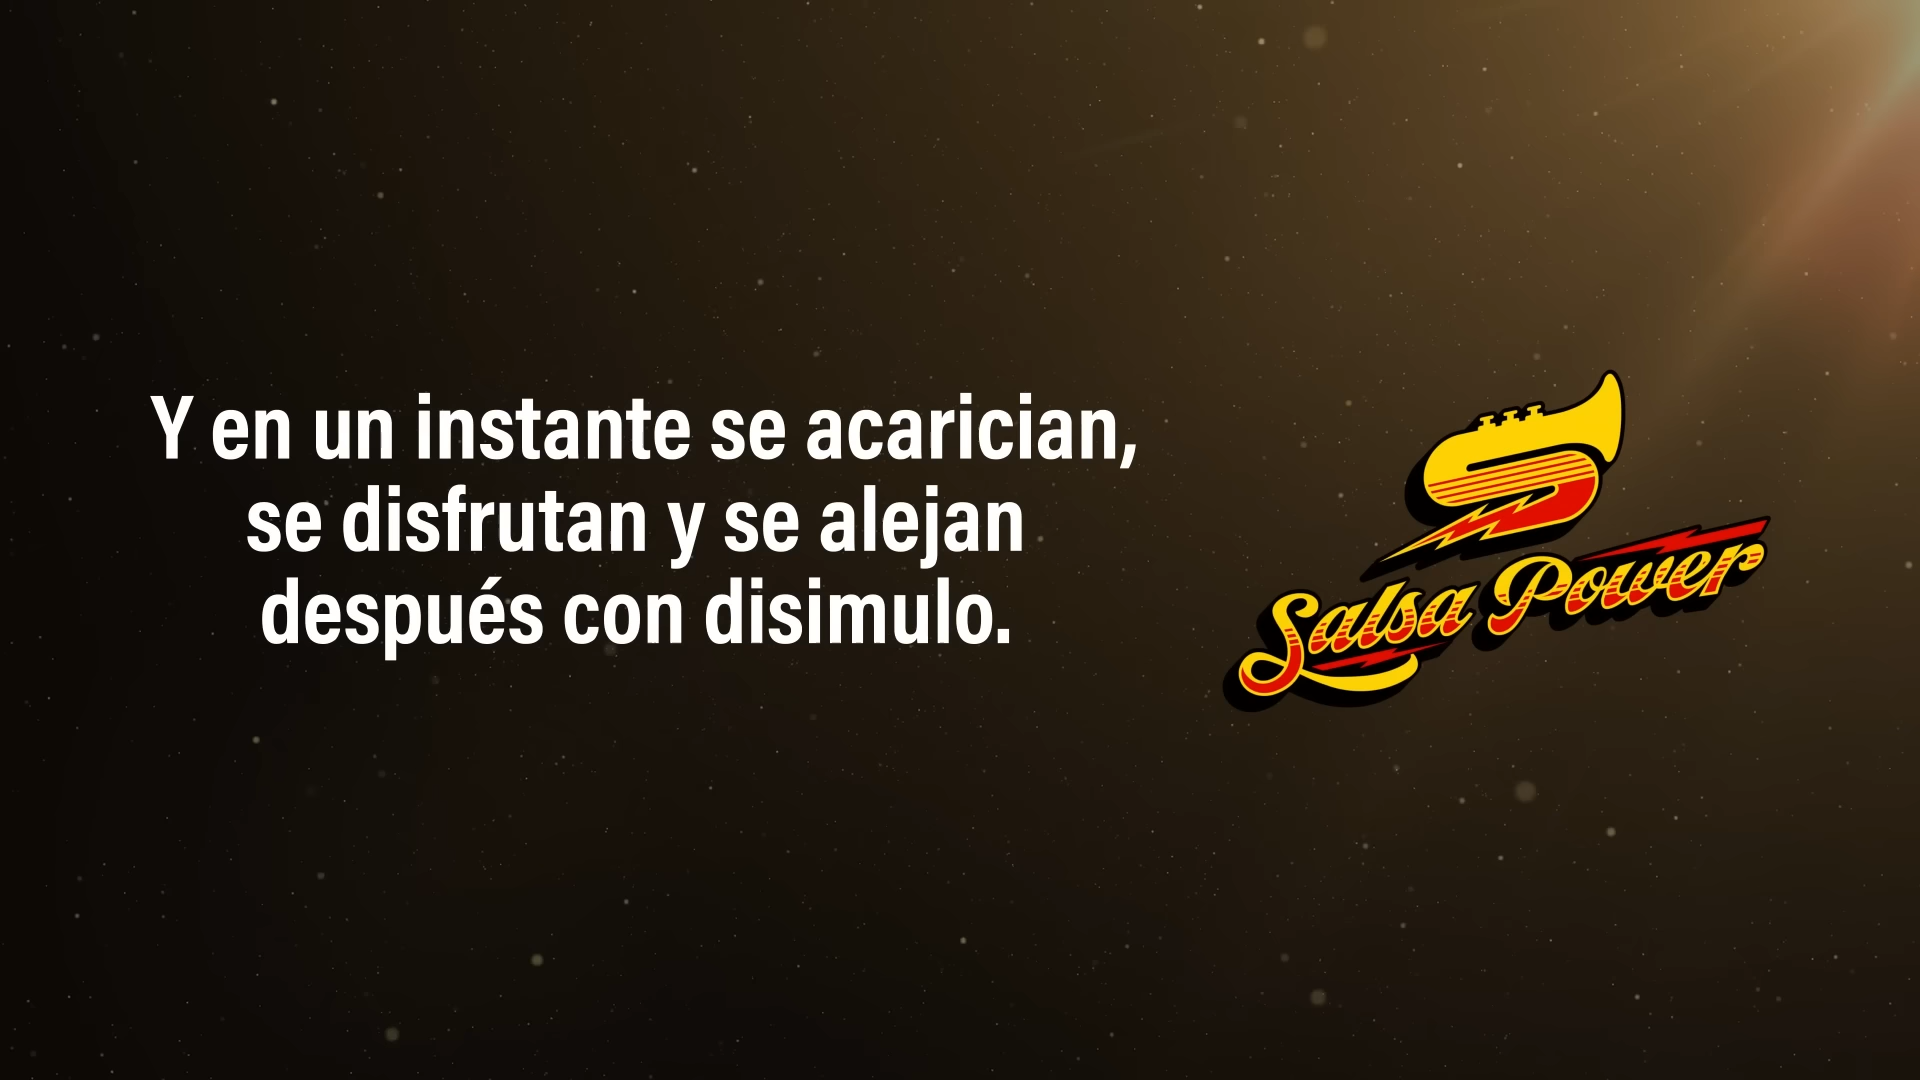 Y en un instante se acarician,
se disfrutan y se alejan
después con disimulo.
Salsa Power